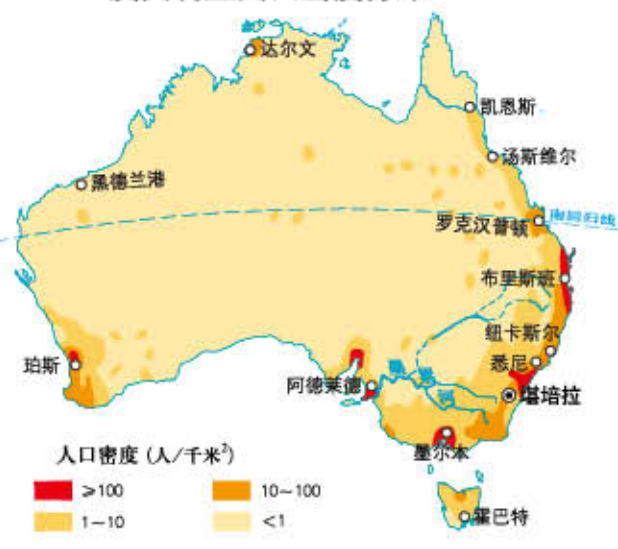 达尔文
凯恩斯
汤斯维尔
黑德兰港
南回归线
罗克汉普顿
布里斯班
纽卡斯尔
悉尼
珀斯
阿德莱德
墨
河
堪培拉
墨尔本
霍巴特
人口密度 (人/千米²)
≥100
10~100
1~10
<1